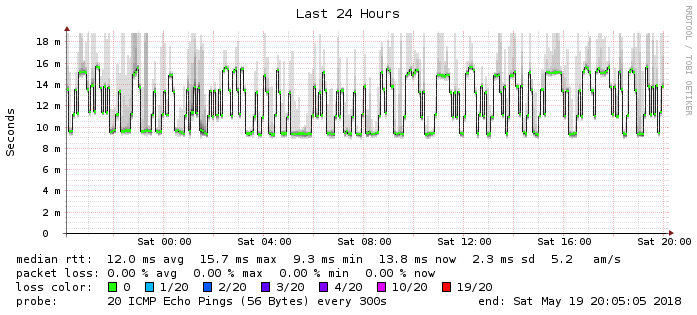 Last 24 Hours
RRDTOOL / TOBI OETIKER
Seconds
18 m
16 m
14 m
12 m
10 m
8 m
6 m
4 m
2 m
0
Sat 00:00 Sat 04:00 Sat 08:00 Sat 12:00 Sat 16:00 Sat 20:00
median rtt: 12.0 ms avg 15.7 ms max 9.3 ms min 13.8 ms now 2.3 ms sd 5.2 am/s
packet loss: 0.00 % avg 0.00 % max 0.00 % min 0.00 % now
loss color: 0 1/20 2/20 3/20 4/20 10/20 19/20
probe: 20 ICMP Echo Pings (56 Bytes) every 300s end: Sat May 19 20:05:05 2018